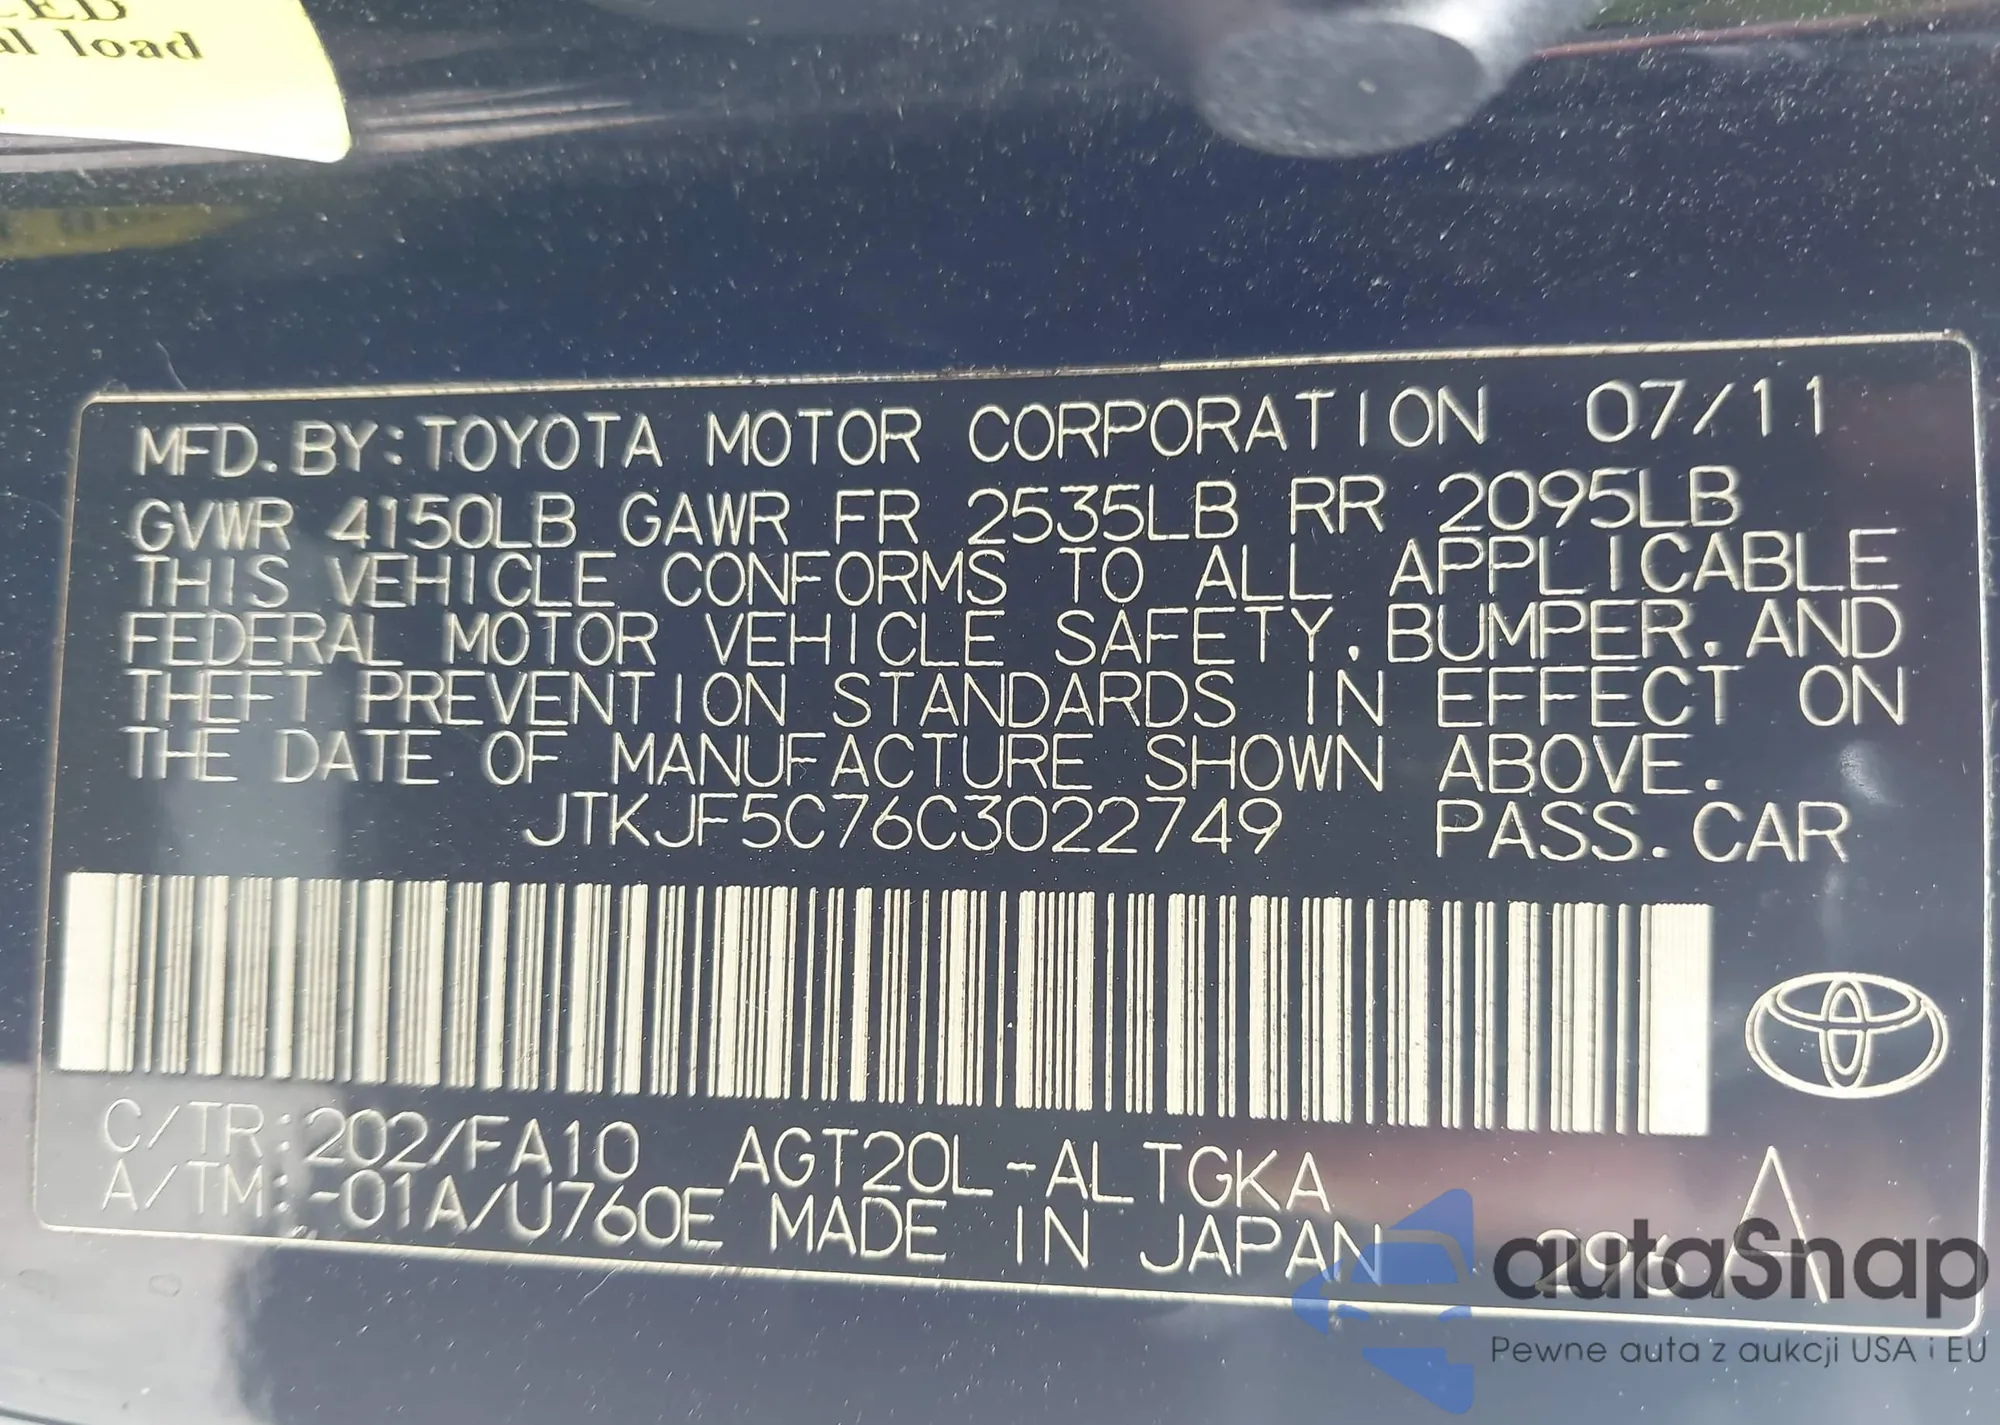 al load
MFD.BY:TOYOTA MOTOR CORPORATION 07/11
GVWR 4150LB GAWR FR 2535LB RR 2095LB
THIS VEHICLE CONFORMS TO ALL APPLICABLE
FEDERAL MOTOR VEHICLE SAFETY,BUMPER,AND
THEFT PREVENTION STANDARDS IN EFFECT ON
THE DATE OF MANUFACTURE SHOWN ABOVE.
JTKJF5C76C3022749 PASS.CAR
C/TR:202/FA10 AGT20L-ALTGKA
A/TM:-01A/U760E MADE IN JAPAN
A
autoSnap
Pewne auta z aukcji USA i EU